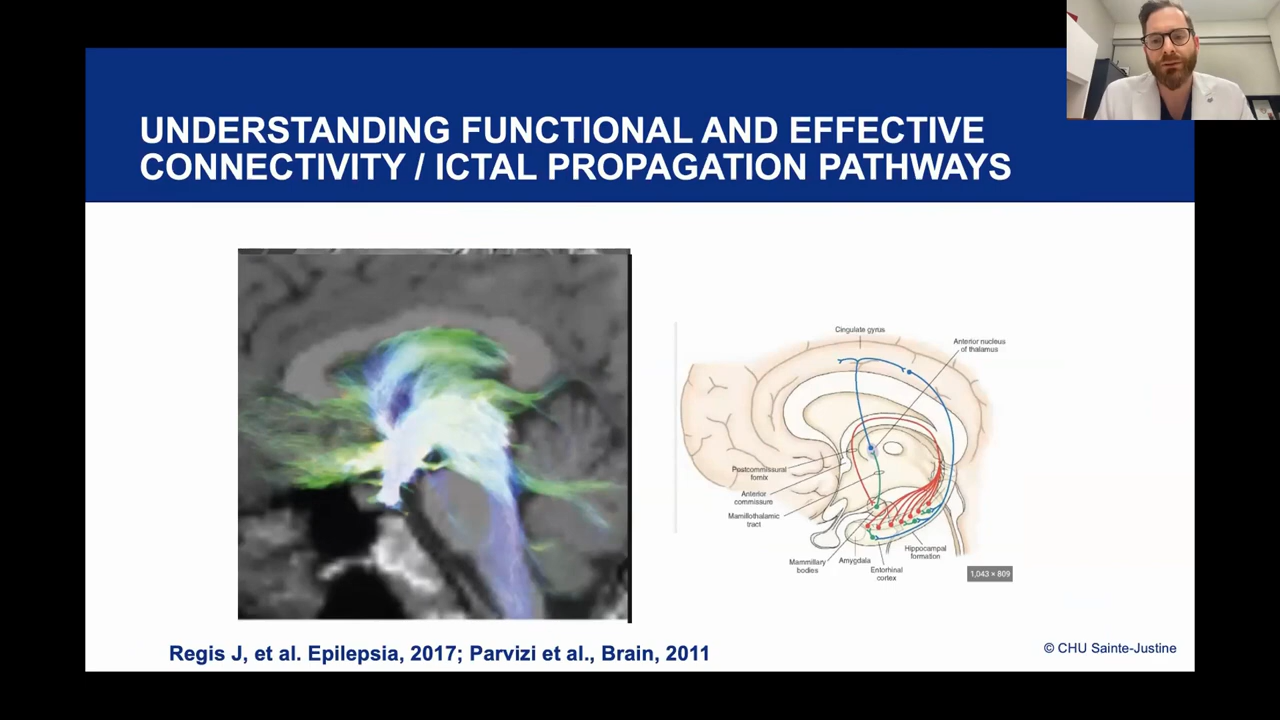 UNDERSTANDING FUNCTIONAL AND EFFECTIVE
CONNECTIVITY / ICTAL PROPAGATION PATHWAYS
Cingulate gyrus
Anterior nucleus
of thalamus
Postcommissural
fornix
Anterior
commissure
Mamillothalamic
tract
Mammillary
bodies
Amygdala
Entorhinal
cortex
Hippocampal
formation
1,043 × 809
Regis J, et al. Epilepsia, 2017; Parvizi et al., Brain, 2011
© CHU Sainte-Justine